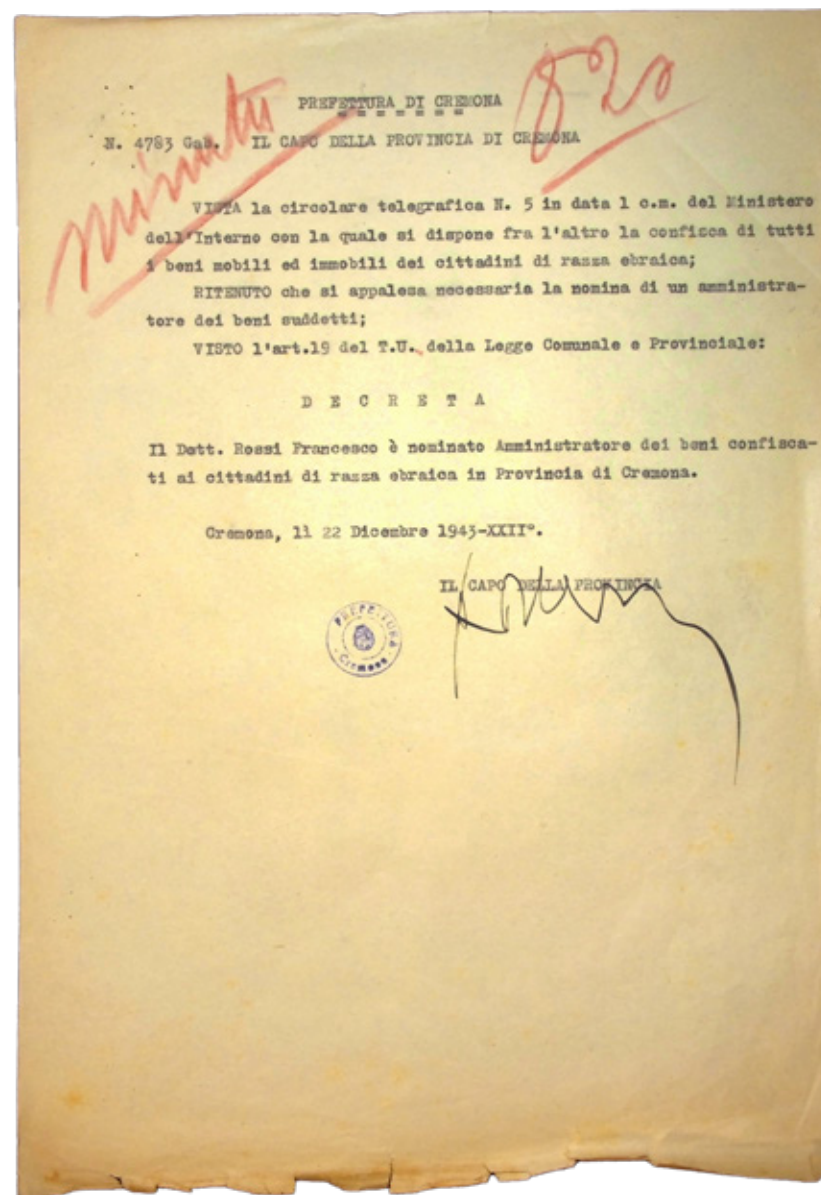 minuta
820
PREFETTURA DI CREMONA
N. 4783 Gab. IL CAPO DELLA PROVINCIA DI CREMONA
VISTA la circolare telegrafica N. 5 in data 1 c.m. del Ministero
dell'Interno con la quale si dispone fra l'altro la confisca di tutti
i beni mobili ed immobili dei cittadini di razza ebraica;
RITENUTO che si appalesa necessaria la nomina di un amministra-
tore dei beni suddetti;
VISTO l'art.19 del T.U. della Legge Comunale e Provinciale:
D E C R E T A
Il Dott. Rossi Francesco è nominato Amministratore dei beni confisca-
ti ai cittadini di razza ebraica in Provincia di Cremona.
Cremona, lì 22 Dicembre 1943-XXII°.
IL CAPO DELLA PROVINCIA
PREFETTURA
Cremona